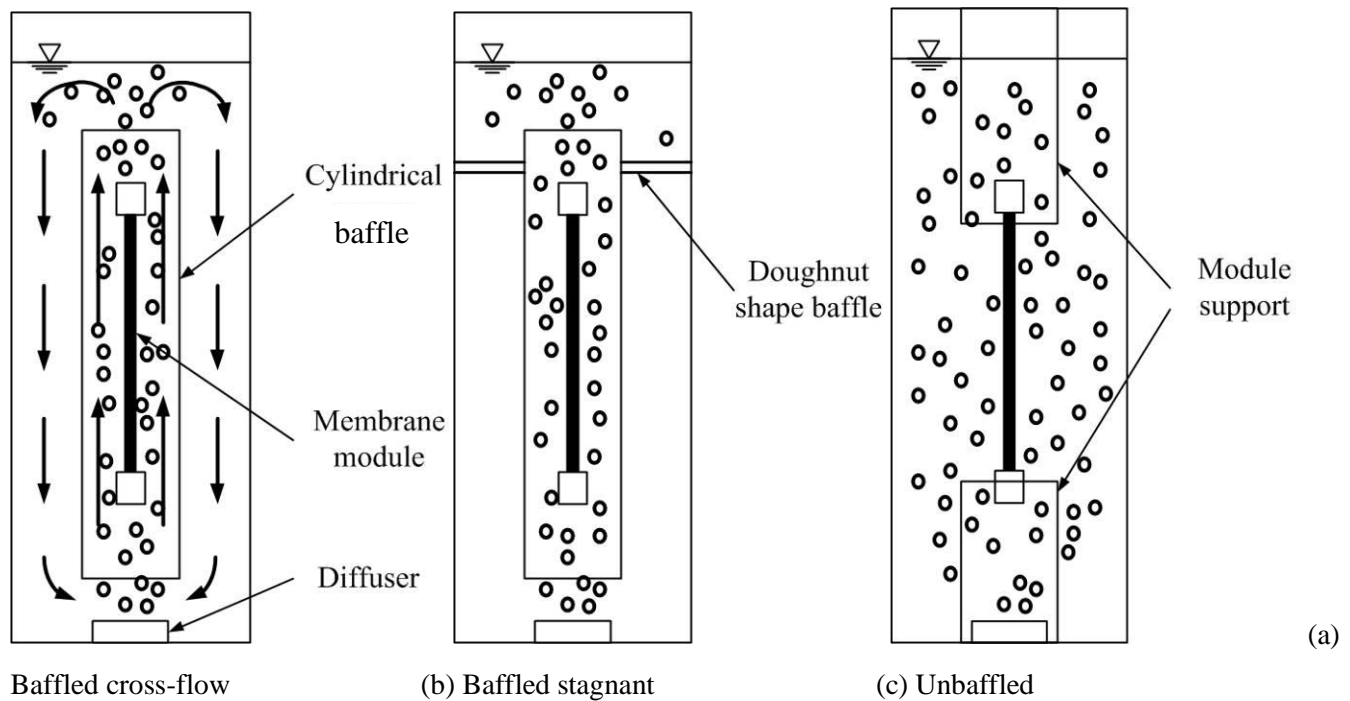 Cylindrical
baffle
Doughnut
shape baffle
Module
support
Membrane
module
Diffuser
(a)
Baffled cross-flow (b) Baffled stagnant (c) Unbaffled